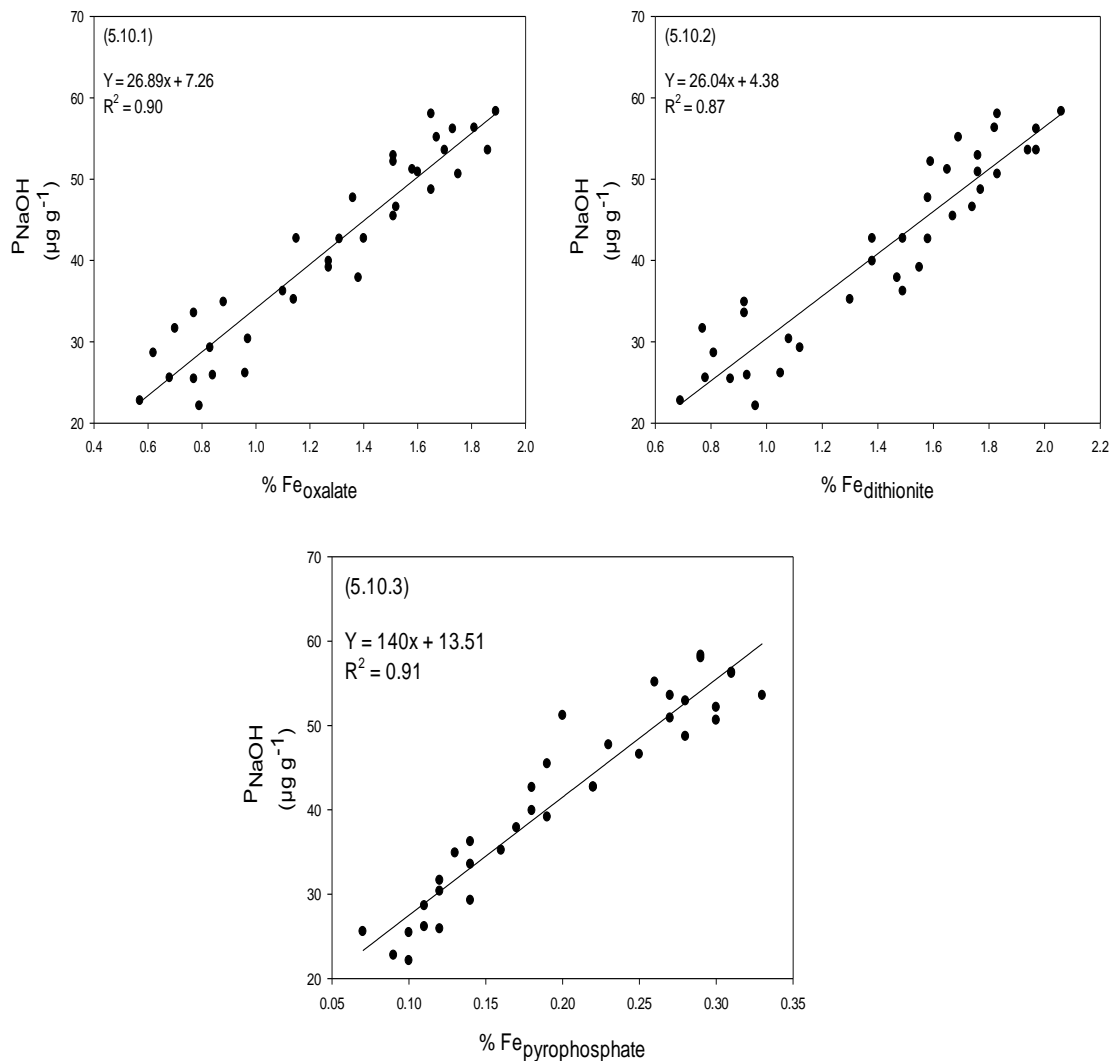 (5.10.1)
Y = 26.89x + 7.26
R² = 0.90
70
60
50
40
30
20
PNaOH
(µg g⁻¹)
0.4 0.6 0.8 1.0 1.2 1.4 1.6 1.8 2.0
% Feoxalate
(5.10.2)
Y = 26.04x + 4.38
R² = 0.87
70
60
50
40
30
20
PNaOH
(µg g⁻¹)
0.6 0.8 1.0 1.2 1.4 1.6 1.8 2.0 2.2
% Fedithionite
(5.10.3)
Y = 140x + 13.51
R² = 0.91
70
60
50
40
30
20
PNaOH
(µg g⁻¹)
0.05 0.10 0.15 0.20 0.25 0.30 0.35
% Fepyrophosphate